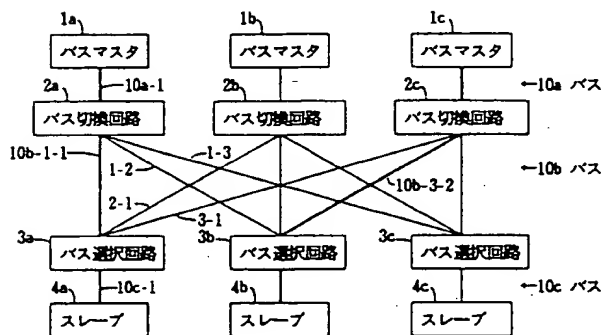 1a 1b 1c
バスマスタ バスマスタ バスマスタ
2a 10a-1 2b 2c ←10a バス
バス切換回路 バス切換回路 バス切換回路
10b-1-1 1-3
1-2 10b-3-2 ←10b バス
2-1
3-1
3a 3b 3c
バス選択回路 バス選択回路 バス選択回路
4a 10c-1 4b 4c ←10c バス
スレーブ スレーブ スレーブ